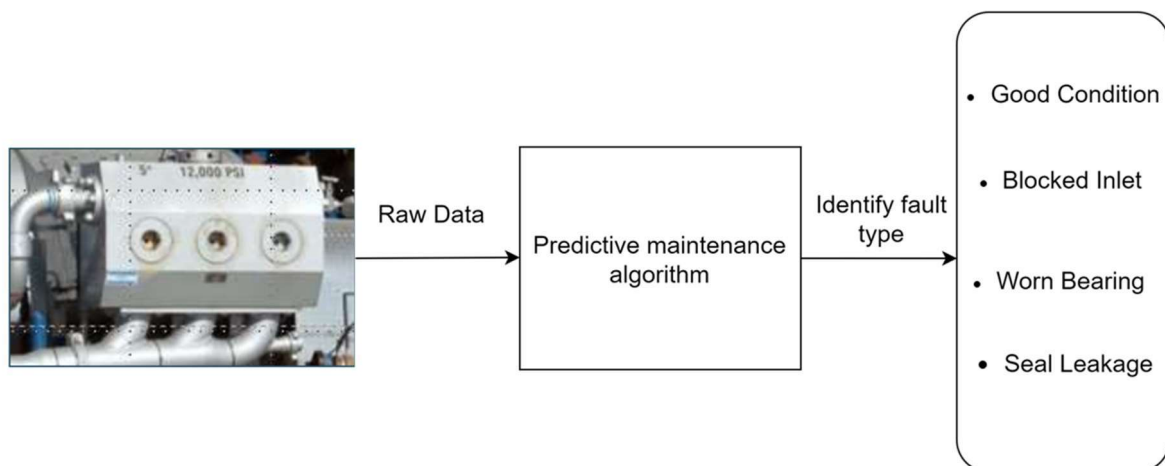 5" 12,000 PSI
Raw Data
Predictive maintenance
algorithm
Identify fault
type
• Good Condition
• Blocked Inlet
• Worn Bearing
• Seal Leakage